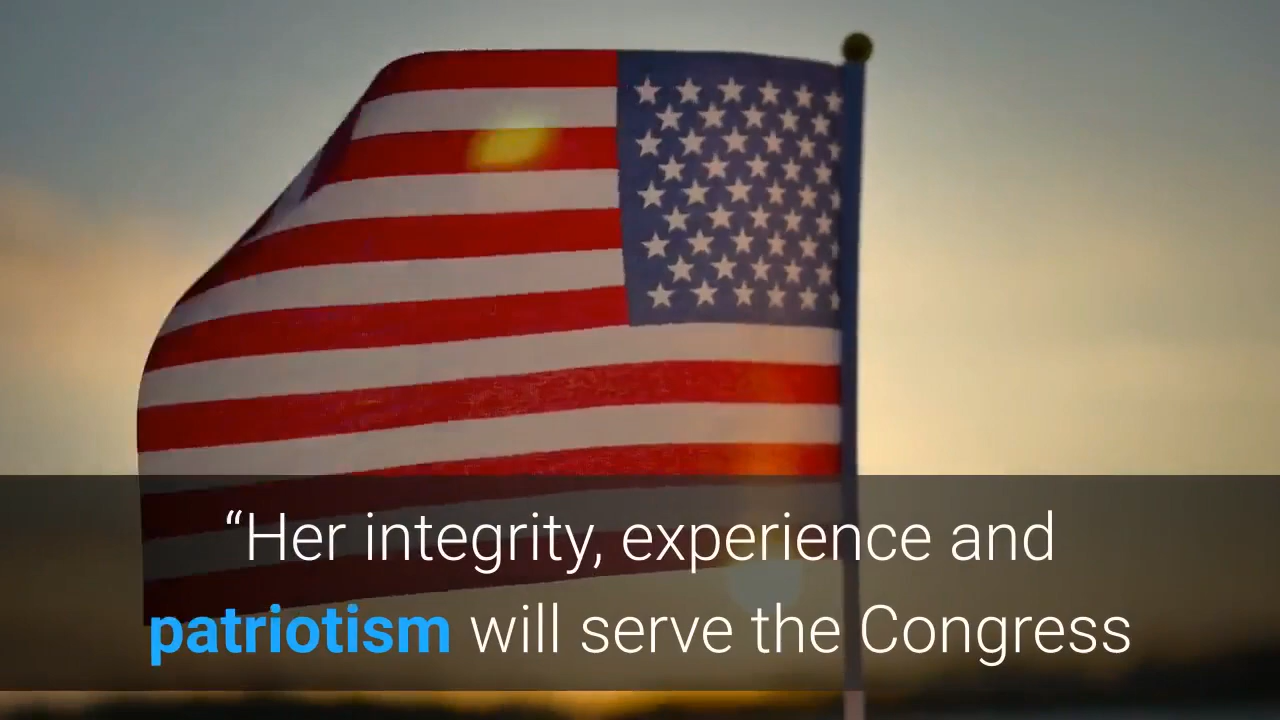 “Her integrity, experience and
patriotism will serve the Congress